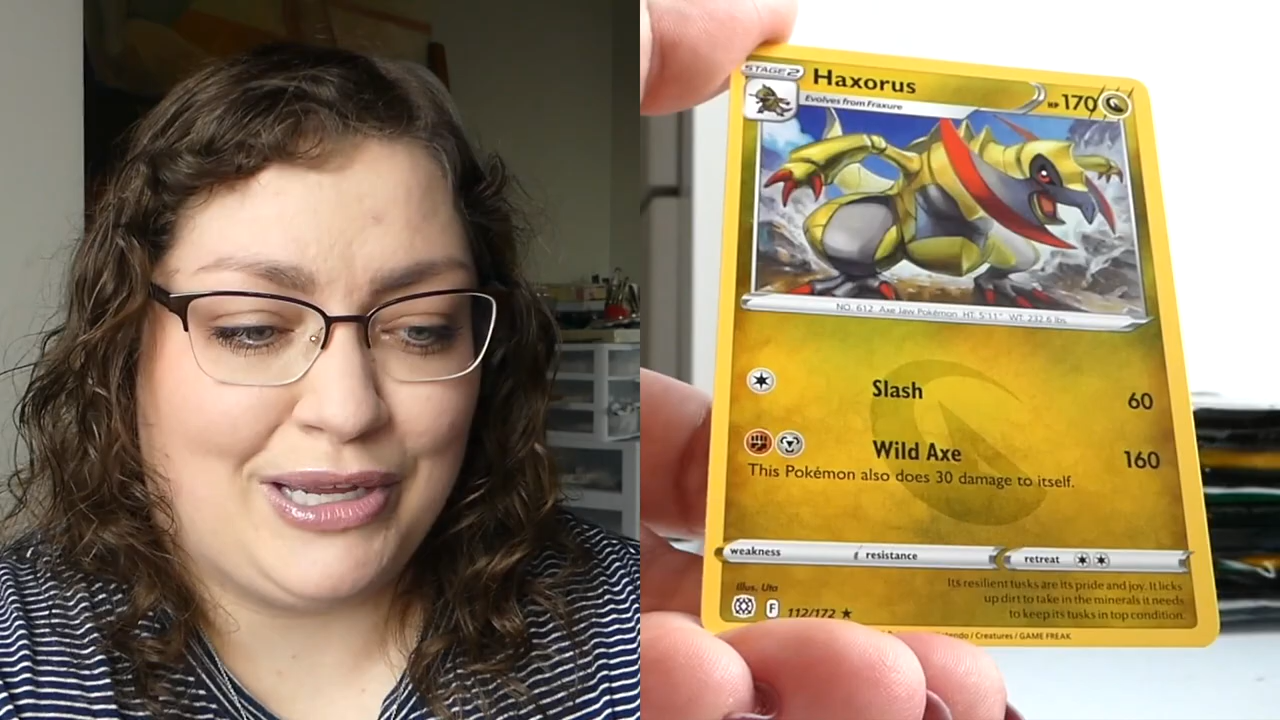 STAGE 2
Haxorus
HP 170
Evolves from Fraxure
NO. 612 Axe Jaw Pokémon HT: 5'11" WT: 232.6 lbs.
Slash 60
Wild Axe 160
This Pokémon also does 30 damage to itself.
weakness resistance retreat
Illus. Uta
Its resilient tusks are its pride and joy. It licks
up dirt to take in the minerals it needs
to keep its tusks in top condition.
F 112/172 ★
/ Creatures / GAME FREAK